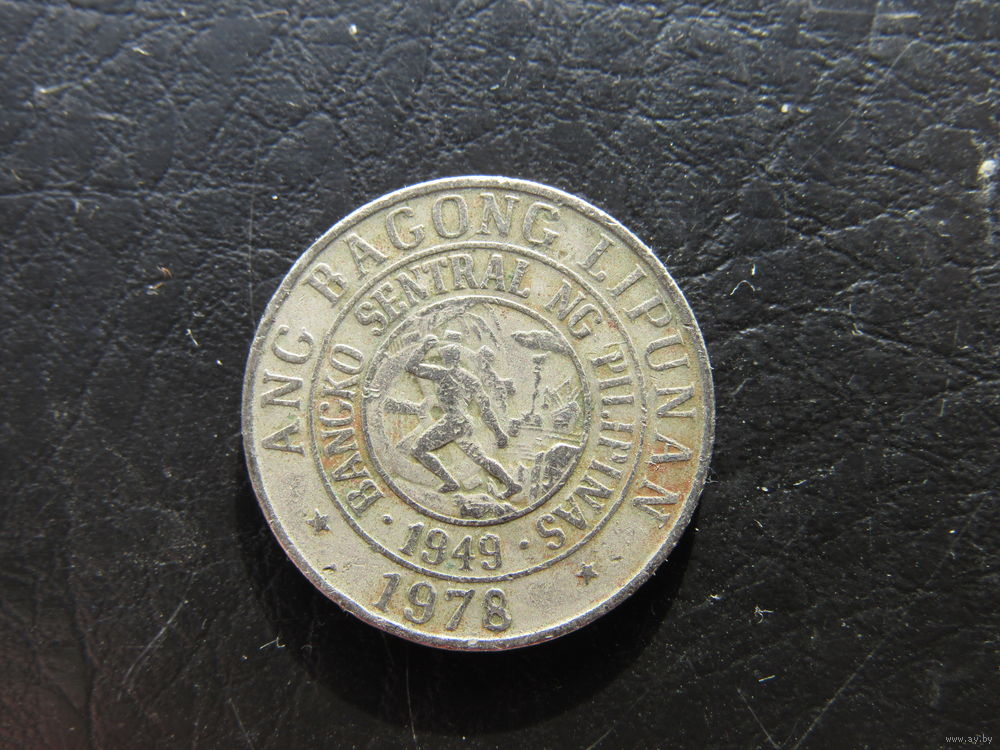 ANG BAGONG LIPUNAN
BANGKO SENTRAL NG PILIPINAS
1949
1978
www.ay.by